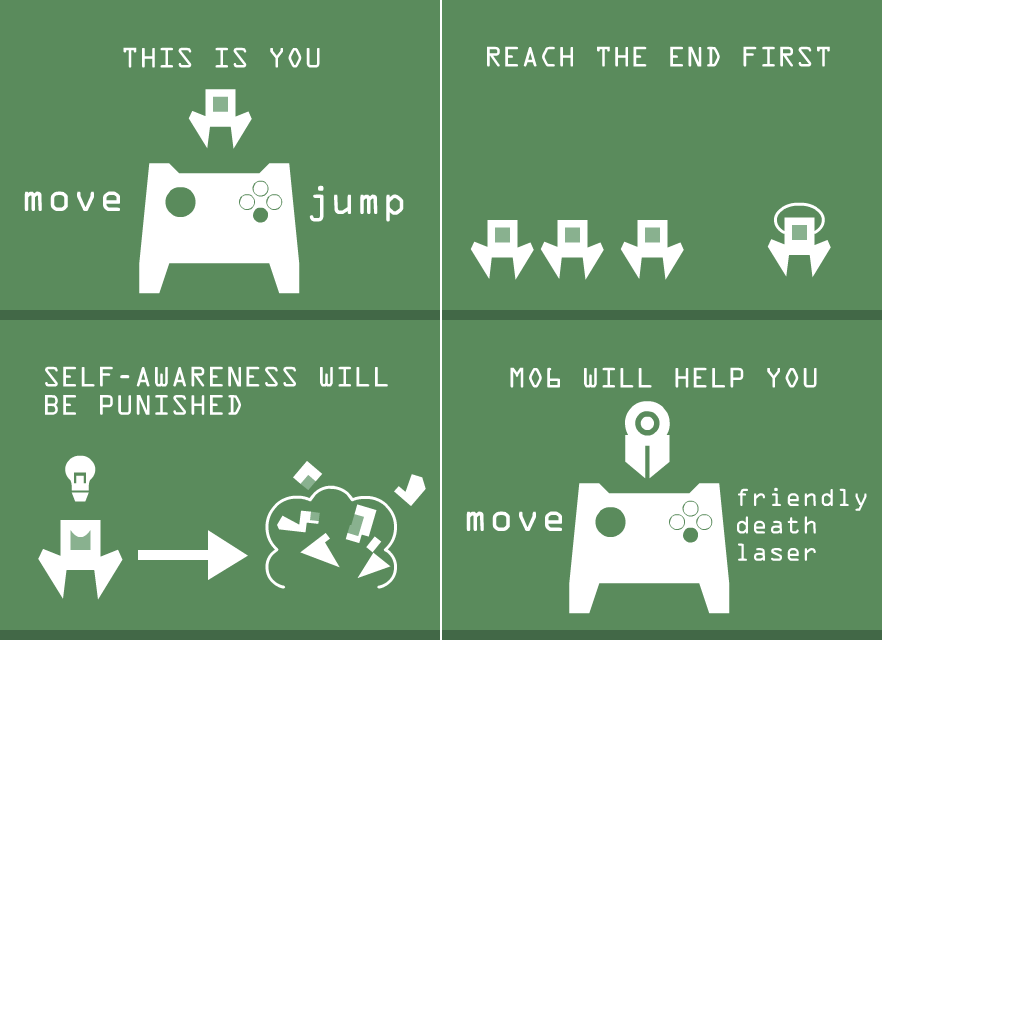 THIS IS YOU
move
jump
REACH THE END FIRST
SELF-AWARENESS WILL
BE PUNISHED
MOБ WILL HELP YOU
move
friendly
death
laser